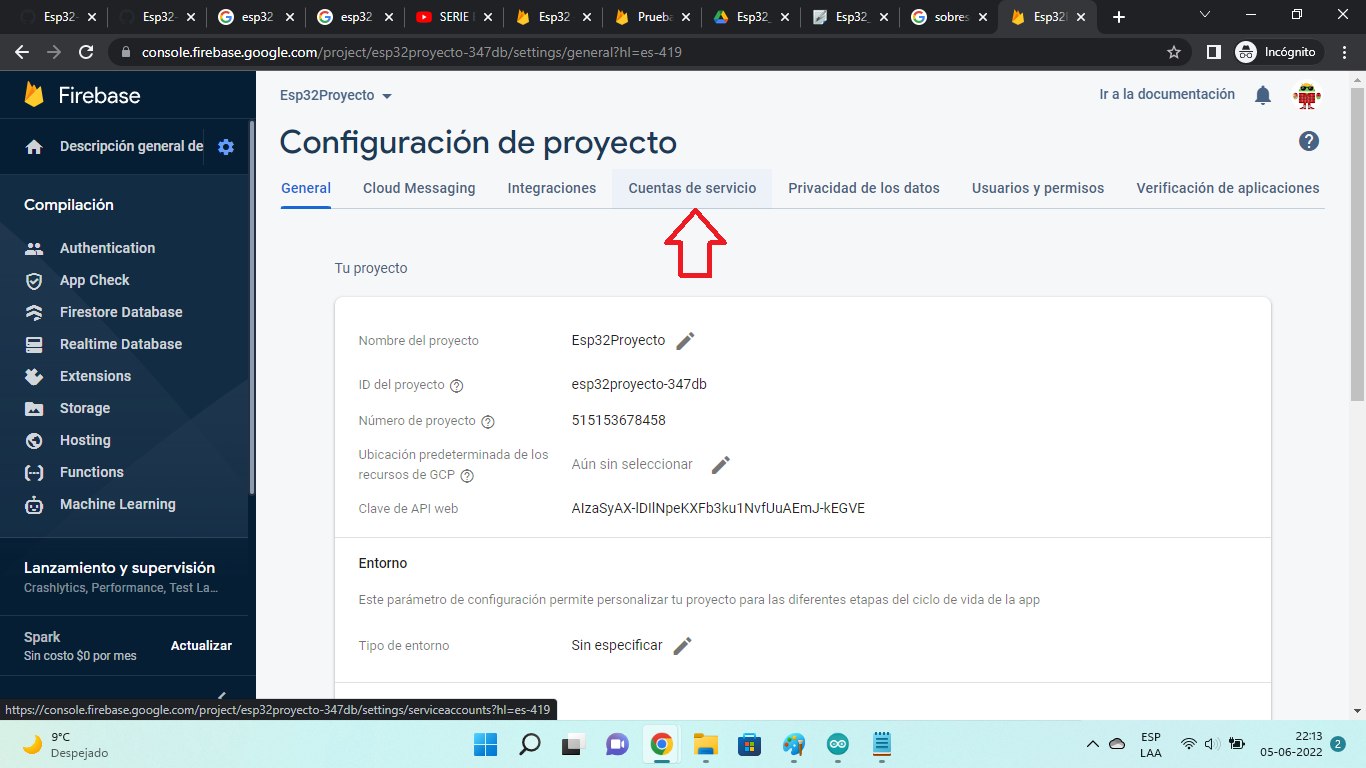 Esp32-
Esp32-
esp32
esp32
SERIE
Esp32
Prueba
Esp32_
Esp32_
sobres
Esp32
console.firebase.google.com/project/esp32proyecto-347db/settings/general?hl=es-419
Incógnito
Firebase
Esp32Proyecto
Ir a la documentación
Descripción general de
Configuración de proyecto
General
Cloud Messaging
Integraciones
Cuentas de servicio
Privacidad de los datos
Usuarios y permisos
Verificación de aplicaciones
Compilación
Authentication
App Check
Firestore Database
Realtime Database
Extensions
Storage
Hosting
Functions
Machine Learning
Lanzamiento y supervisión
Crashlytics, Performance, Test La...
Spark
Sin costo $0 por mes
Actualizar
Tu proyecto
Nombre del proyecto
Esp32Proyecto
ID del proyecto
esp32proyecto-347db
Número de proyecto
515153678458
Ubicación predeterminada de los
recursos de GCP
Aún sin seleccionar
Clave de API web
AIzaSyAX-lDIlNpeKXFb3ku1NvfUuAEmJ-kEGVE
Entorno
Este parámetro de configuración permite personalizar tu proyecto para las diferentes etapas del ciclo de vida de la app
Tipo de entorno
Sin especificar
https://console.firebase.google.com/project/esp32proyecto-347db/settings/serviceaccounts?hl=es-419
9°C
Despejado
ESP
LAA
22:13
05-06-2022
2